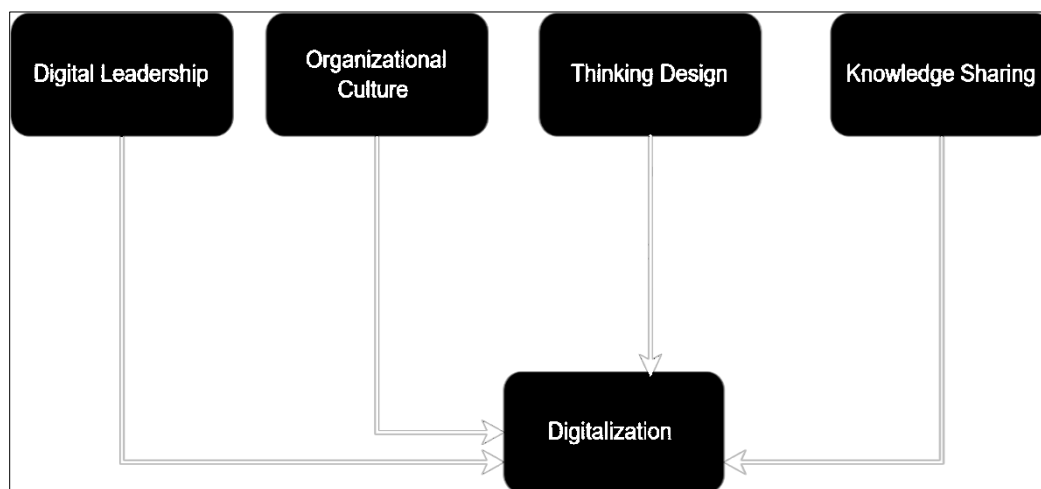 Digital Leadership
Organizational
Culture
Thinking Design
Knowledge Sharing
Digitalization